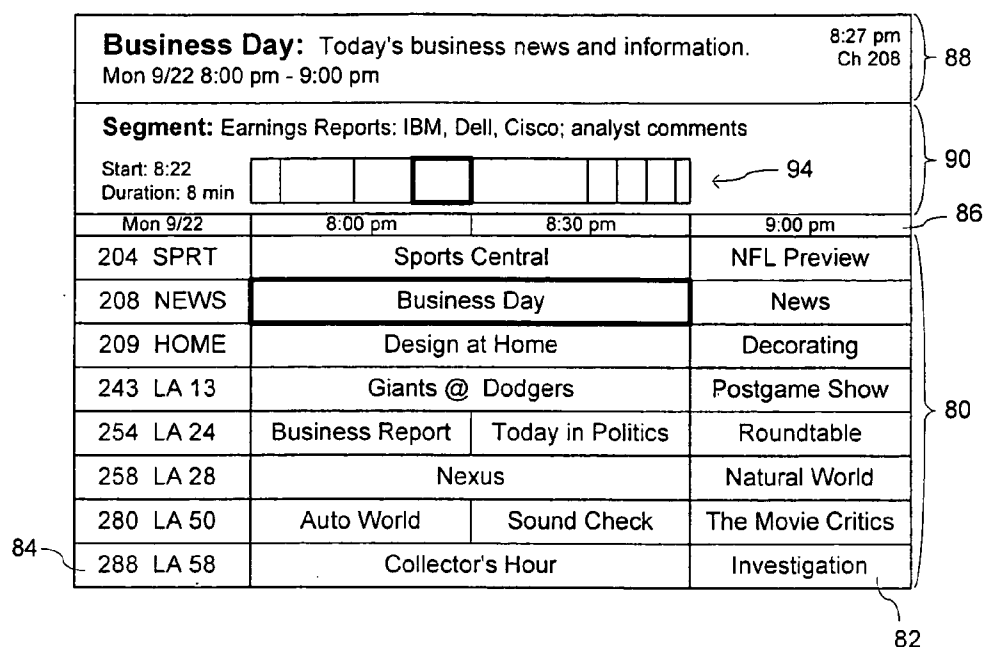 Business Day: Today's business news and information. 8:27 pm
Mon 9/22 8:00 pm - 9:00 pm Ch 208
88
Segment: Earnings Reports: IBM, Dell, Cisco; analyst comments
90
Start: 8:22
Duration: 8 min
94
86
Mon 9/22 8:00 pm 8:30 pm 9:00 pm
204 SPRT Sports Central NFL Preview
208 NEWS Business Day News
209 HOME Design at Home Decorating
243 LA 13 Giants @ Dodgers Postgame Show
80
254 LA 24 Business Report Today in Politics Roundtable
258 LA 28 Nexus Natural World
280 LA 50 Auto World Sound Check The Movie Critics
84
288 LA 58 Collector's Hour Investigation
82